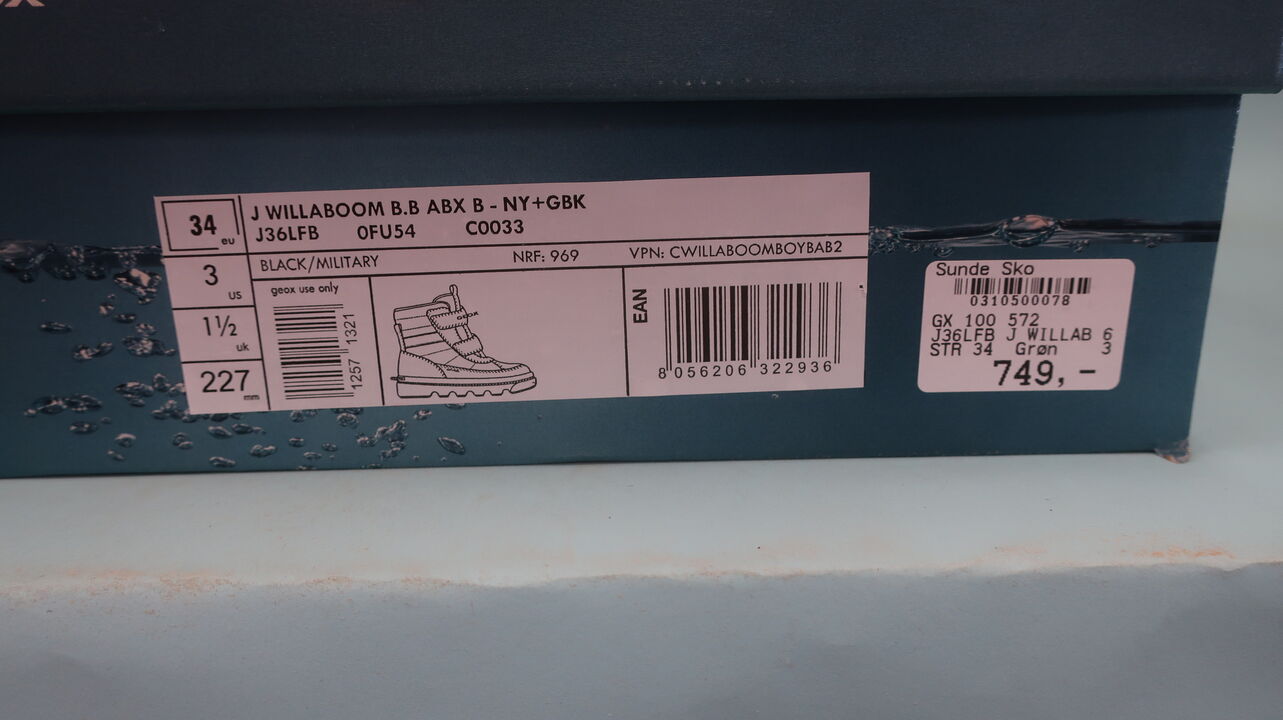 34 eu
J WILLABOOM B.B ABX B - NY+GBK
J36LFB 0FU54 C0033
3 US
BLACK/MILITARY NRF: 969 VPN: CWILLABOOMBOYBAB2
1½ uk
227 mm
geox use only
1257 1321
GEOX
EAN
8 056206 322936
Sunde Sko
0310500078
GX 100 572
J36LFB J WILLAB 6
STR 34 Grøn 3
749,-